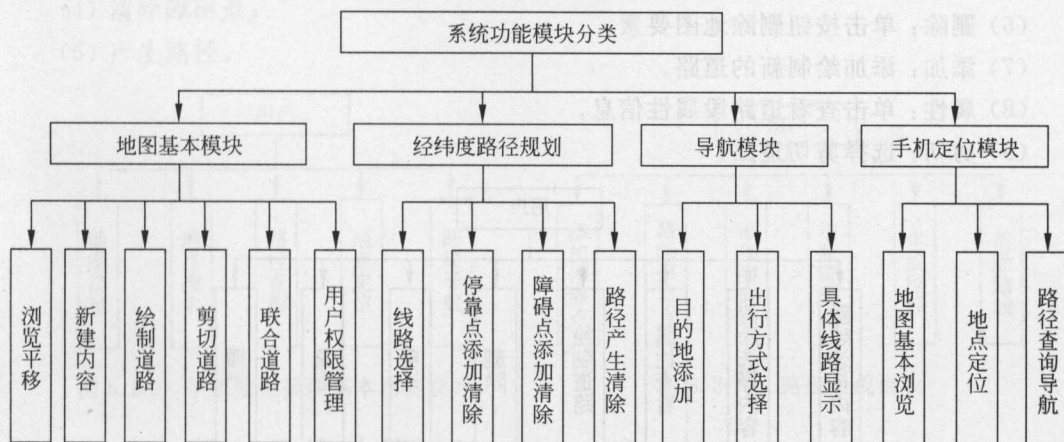 系统功能模块分类
地图基本模块
经纬度路径规划
导航模块
手机定位模块
浏览平移
新建内容
绘制道路
剪切道路
联合道路
用户权限管理
线路选择
停靠点添加清除
障碍点添加清除
路径产生清除
目的地添加
出行方式选择
具体线路显示
地图基本浏览
地点定位
路径查询导航